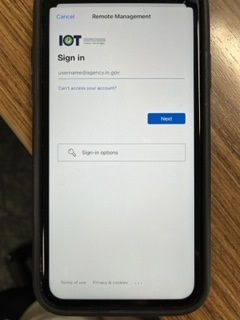 Cancel Remote Management
IOT
Sign in
username@agency.in.gov
Can't access your account?
Next
Sign-in options
Terms of use Privacy & cookies ...